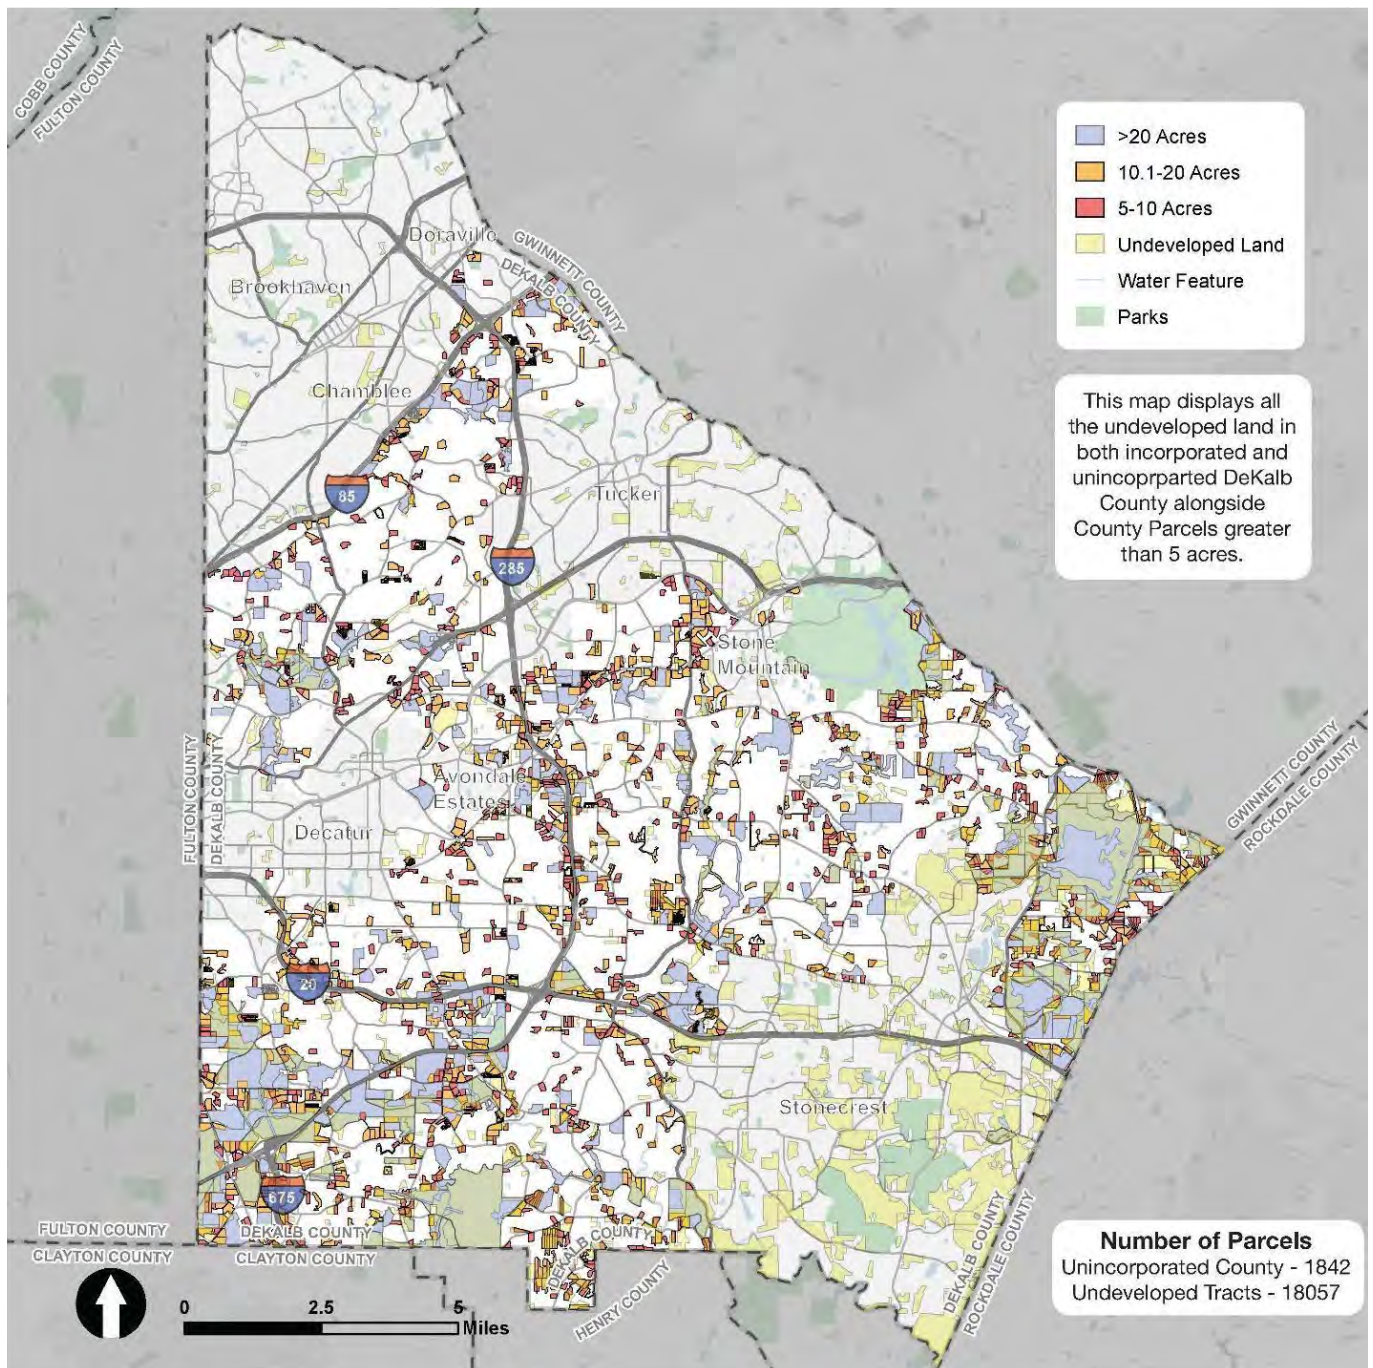 COBB COUNTY
FULTON COUNTY
>20 Acres
10.1-20 Acres
5-10 Acres
Undeveloped Land
Water Feature
Parks
This map displays all
the undeveloped land in
both incorporated and
unincoprparted DeKalb
County alongside
County Parcels greater
than 5 acres.
Doraville
GWINNETT COUNTY
DEKALB COUNTY
Brookhaven
Chamblee
85
Tucker
285
Stone
Mountain
FULTON COUNTY
DEKALB COUNTY
Avondale
Estates
Decatur
GWINNETT COUNTY
ROCKDALE COUNTY
20
Stonecrest
675
DEKALB COUNTY
ROCKDALE COUNTY
FULTON COUNTY
CLAYTON COUNTY
DEKALB COUNTY
CLAYTON COUNTY
DEKALB COUNTY
HENRY COUNTY
Number of Parcels
Unincorporated County - 1842
Undeveloped Tracts - 18057
0 2.5 5
Miles